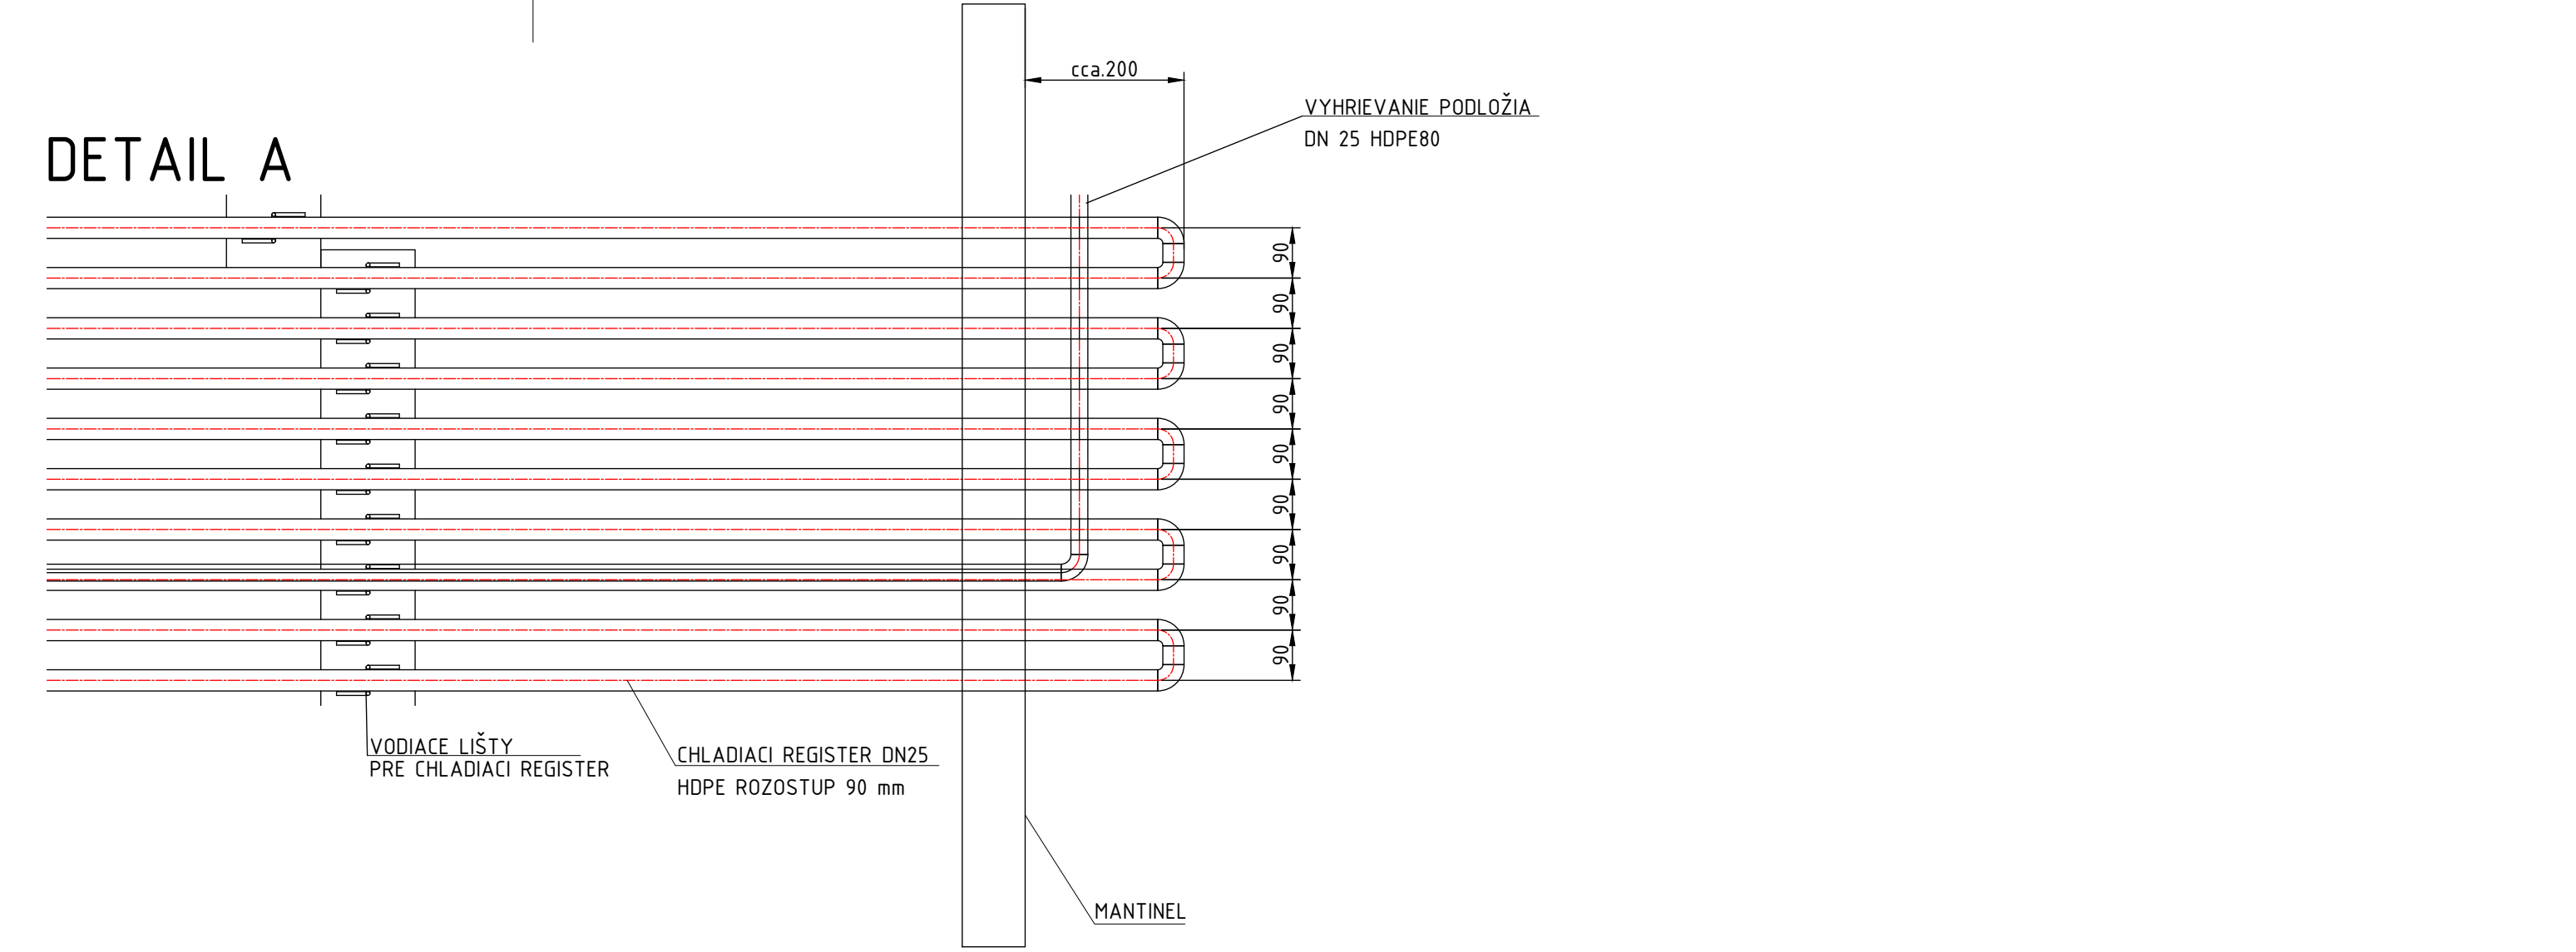 cca.200
VYHRIEVANIE PODLOŽIA
DN 25 HDPE80
DETAIL A
90
90
90
90
90
90
90
90
90
VODIACE LIŠTY
PRE CHLADIACI REGISTER
CHLADIACI REGISTER DN25
HDPE ROZOSTUP 90 mm
MANTINEL